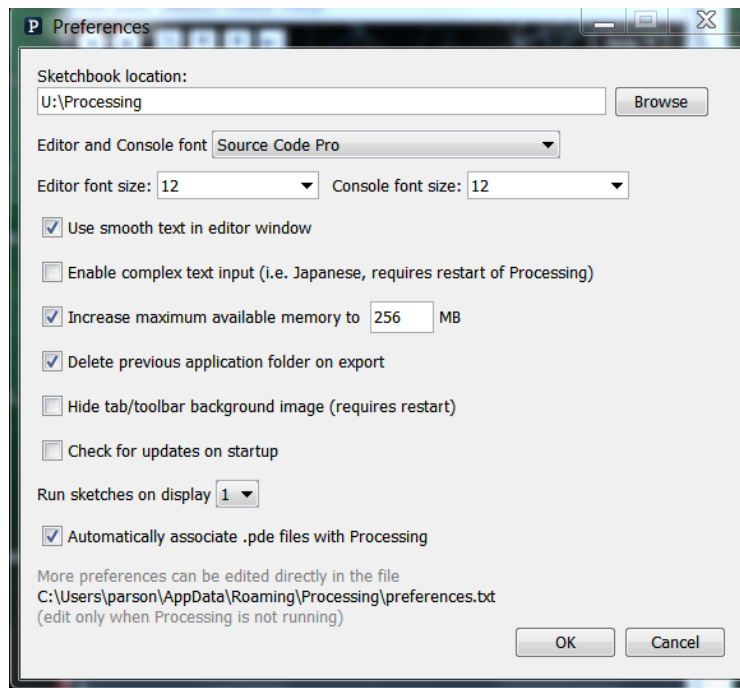 P Preferences
Sketchbook location:
U:\Processing Browse
Editor and Console font Source Code Pro
Editor font size: 12 Console font size: 12
Use smooth text in editor window
Enable complex text input (i.e. Japanese, requires restart of Processing)
Increase maximum available memory to 256 MB
Delete previous application folder on export
Hide tab/toolbar background image (requires restart)
Check for updates on startup
Run sketches on display 1
Automatically associate .pde files with Processing
More preferences can be edited directly in the file
C:\Users\parson\AppData\Roaming\Processing\preferences.txt
(edit only when Processing is not running)
OK Cancel